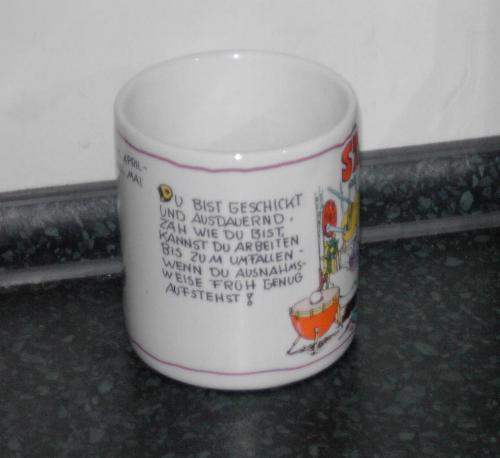 APRIL-
MAI
DU BIST GESCHICKT
UND AUSDAUERND.
ZÄH WIE DU BIST,
KANNST DU ARBEITEN
BIS ZUM UMFALLEN.
WENN DU AUSNAHMS-
WEISE FRÜH GENUG
AUFSTEHST!
ST